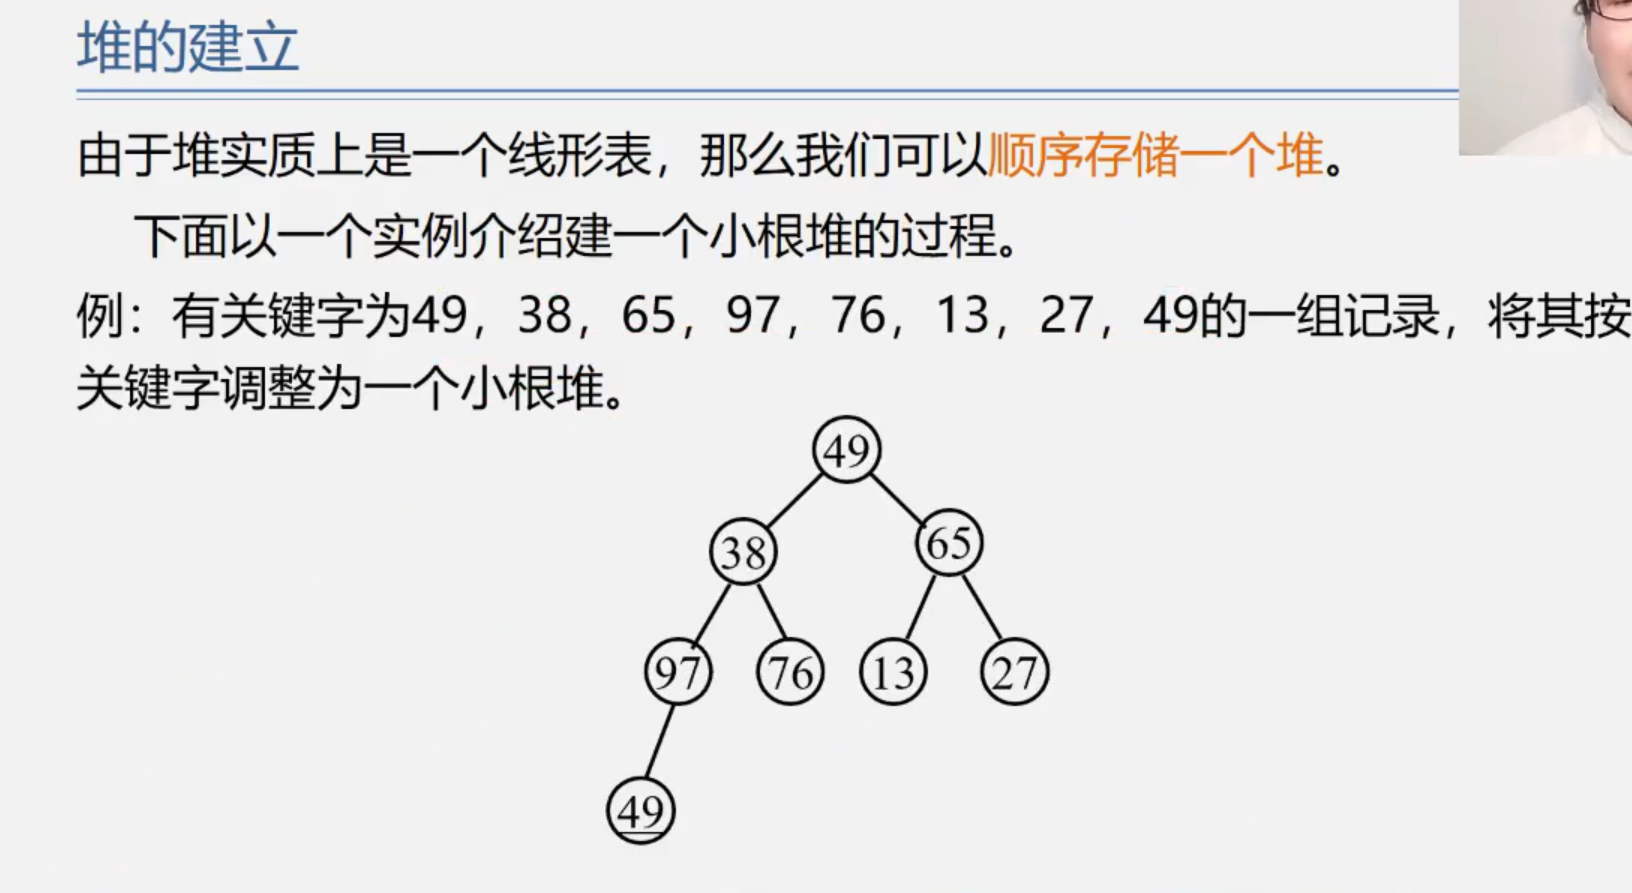 堆的建立
由于堆实质上是一个线形表，那么我们可以顺序存储一个堆。
下面以一个实例介绍建一个小根堆的过程。
例：有关键字为49，38，65，97，76，13，27，49的一组记录，将其按
关键字调整为一个小根堆。
49
38 65
97 76 13 27
49